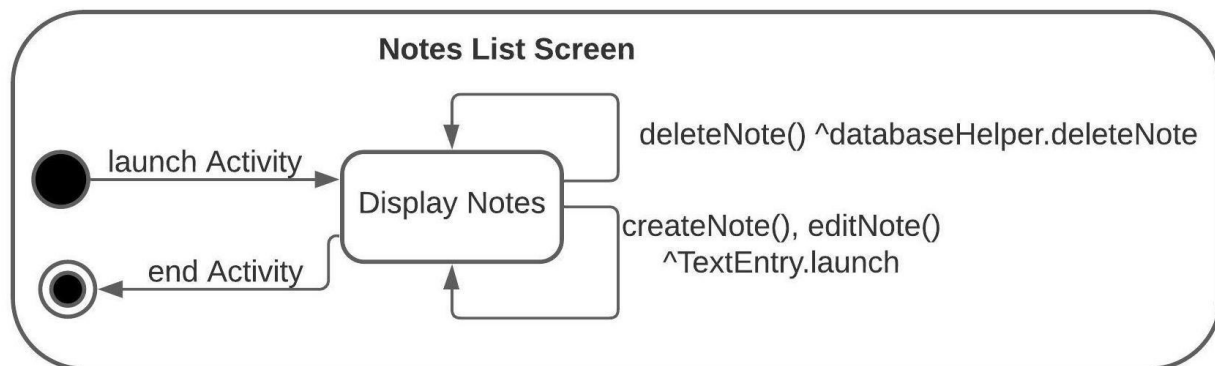 Notes List Screen
deleteNote() ^databaseHelper.deleteNote
launch Activity
Display Notes
createNote(), editNote()
^TextEntry.launch
end Activity